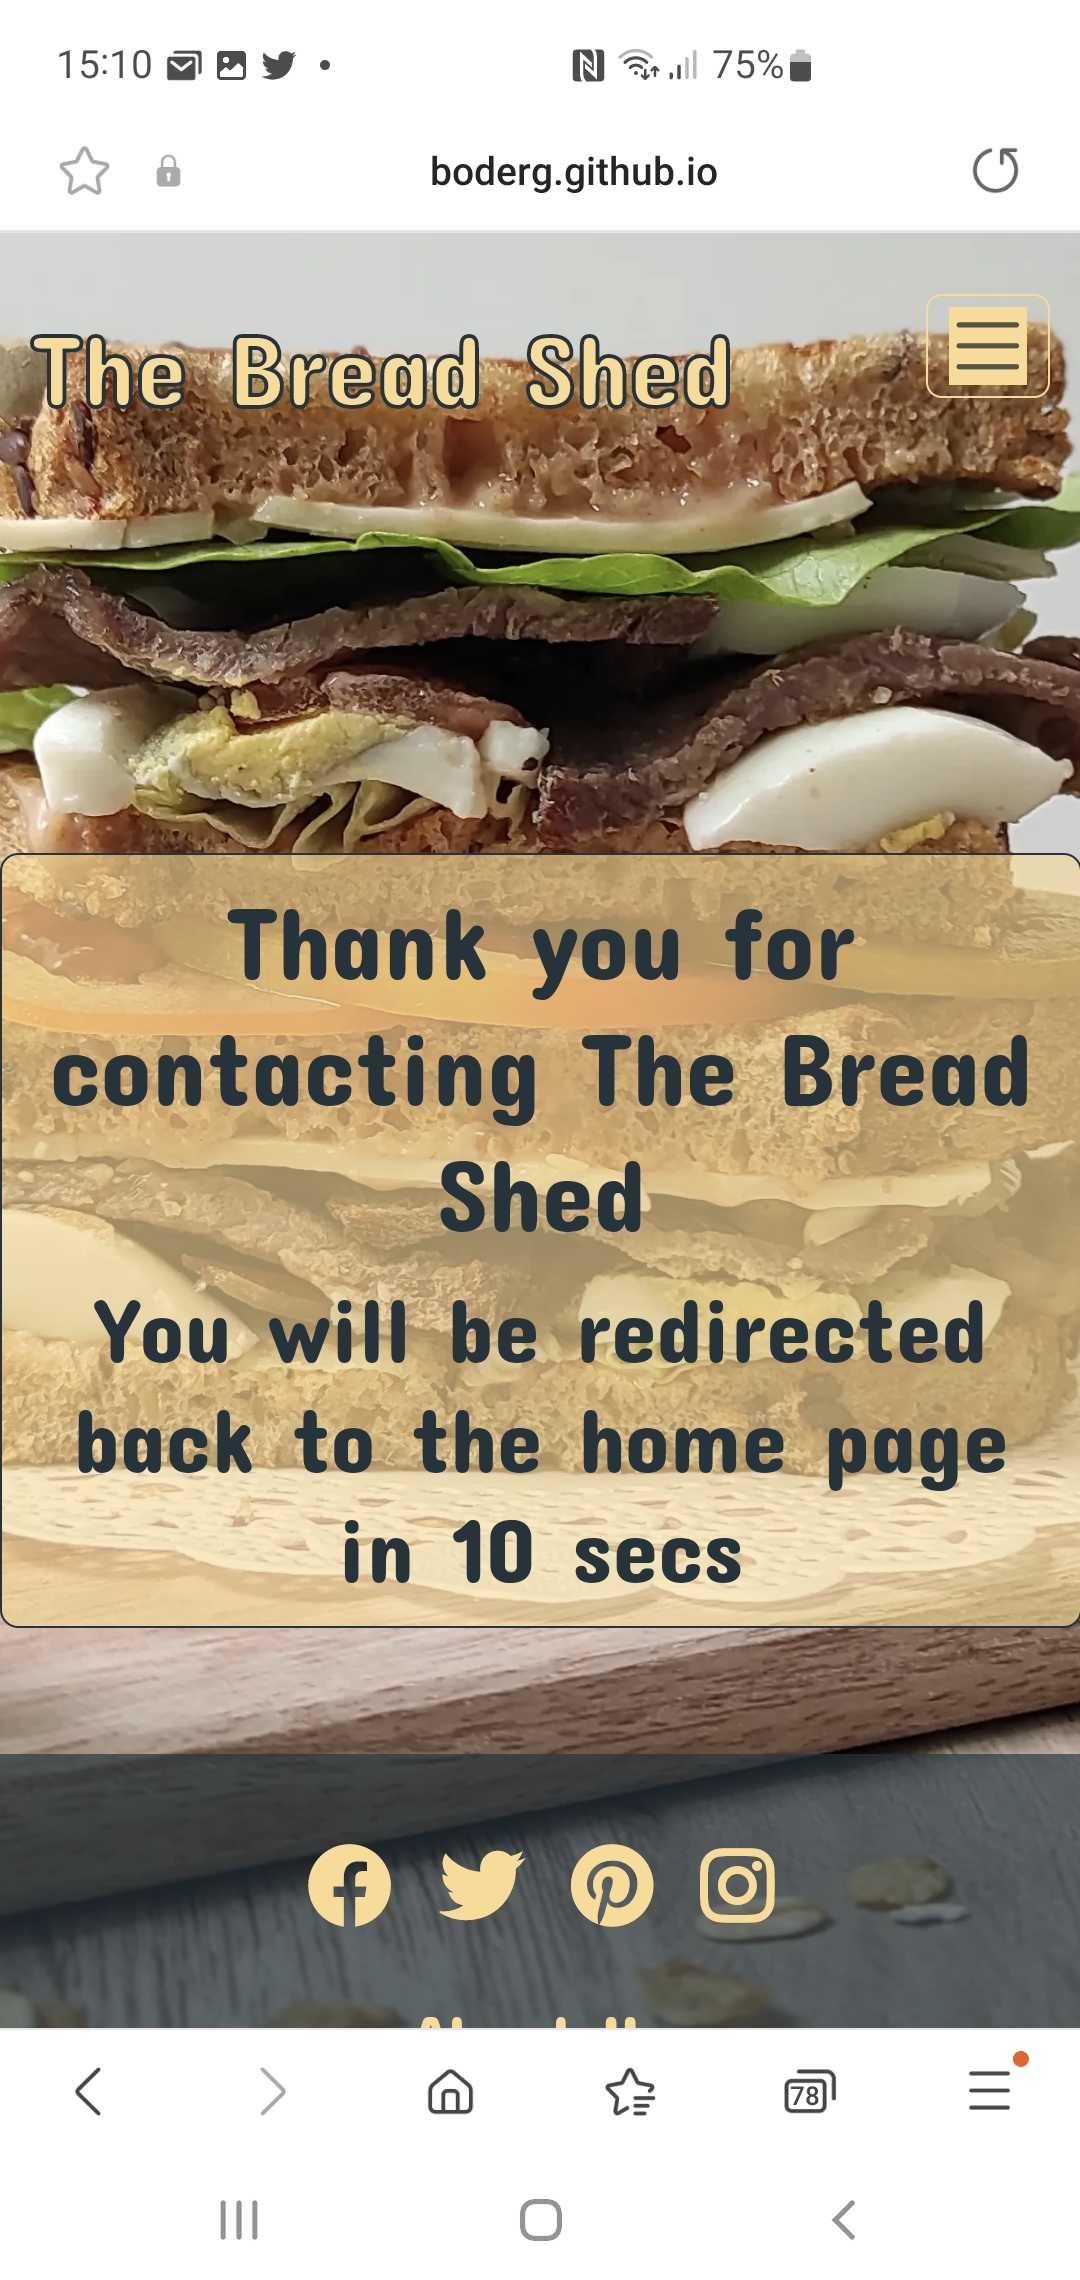 15:10 75%
boderg.github.io
The Bread Shed
Thank you for
contacting The Bread
Shed
You will be redirected
back to the home page
in 10 secs
78